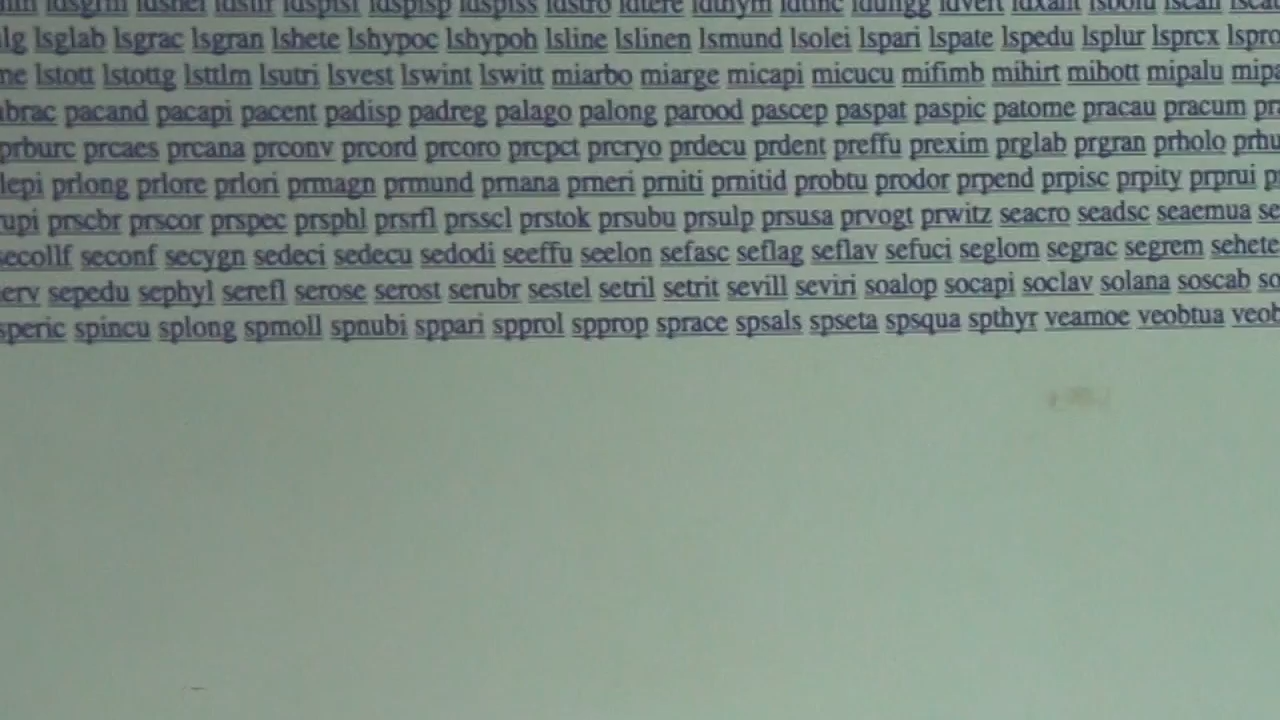 lsglab lsgrac lsgran lshete lshypoc lshypoh lsline lslinen lsmund lsolei lspari lspate lspedu lsplur lsprcx
lstott lstottg lsttlm lsutri lsvest lswint lswitt miarbo miarge micapi micucu mifimb mihirt mihott mipalu
pacand pacapi pacent padisp padreg palago palong parood pascep paspat paspic patome pracau pracum
prburc prcaes prcana prconv prcord prcoro prcpct prcryo prdecu prdent preffu prexim prglab prgran prholo
prlong prlore prlori prmagn prmund prnana prneri prniti prnitid probtu prodor prpend prpisc prpity prprui
prscbr prscor prspec prsphl prsrfl prsscl prstok prsubu prsulp prsusa prvogt prwitz seacro seadsc seaemua
secollf seconf secygn sedeci sedecu sedodi seeffu seelon sefasc seflag seflav sefuci seglom segrac segrem sehete
sepedu sephyl serefl serose serost serubr sestel setril setrit sevill seviri soalop socapi soclav solana soscab
speric spincu splong spmoll spnubi sppari spprol spprop sprace spsals spseta spsqua spthyr veamoe veobtua